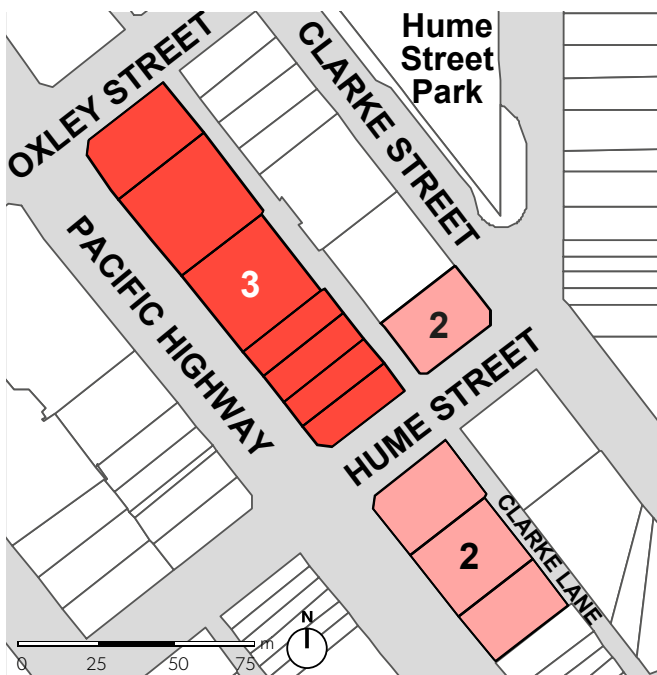 Hume
Street
Park
OXLEY STREET
CLARKE STREET
PACIFIC HIGHWAY
3
2
HUME STREET
CLARKE LANE
2
N
0 25 50 75 m